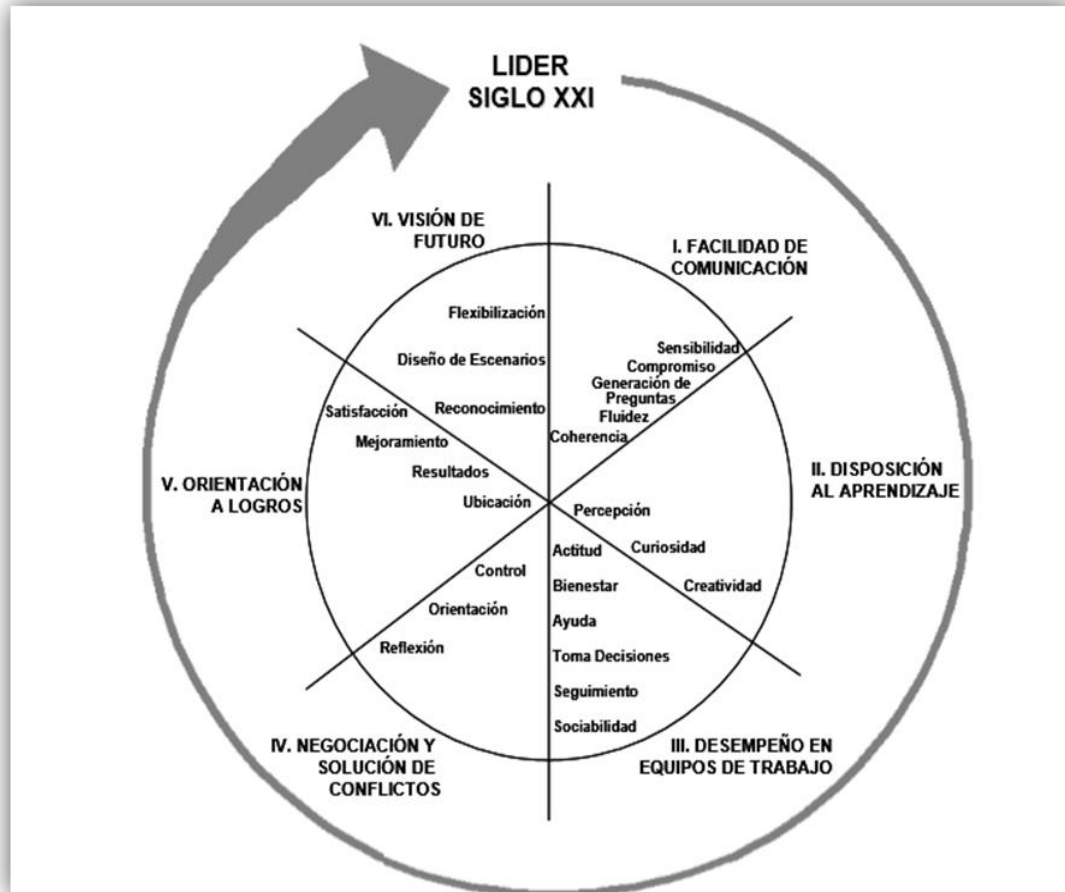 LIDER
SIGLO XXI
VI. VISIÓN DE
FUTURO
I. FACILIDAD DE
COMUNICACIÓN
Flexibilización
Diseño de Escenarios
Reconocimiento
Sensibilidad
Compromiso
Generación de
Preguntas
Fluidez
Coherencia
II. DISPOSICIÓN
AL APRENDIZAJE
Percepción
Curiosidad
Creatividad
Actitud
Bienestar
Ayuda
Toma Decisiones
Seguimiento
Sociabilidad
III. DESEMPEÑO EN
EQUIPOS DE TRABAJO
Control
Orientación
Reflexión
IV. NEGOCIACIÓN Y
SOLUCIÓN DE
CONFLICTOS
Satisfacción
Mejoramiento
Resultados
Ubicación
V. ORIENTACIÓN
A LOGROS